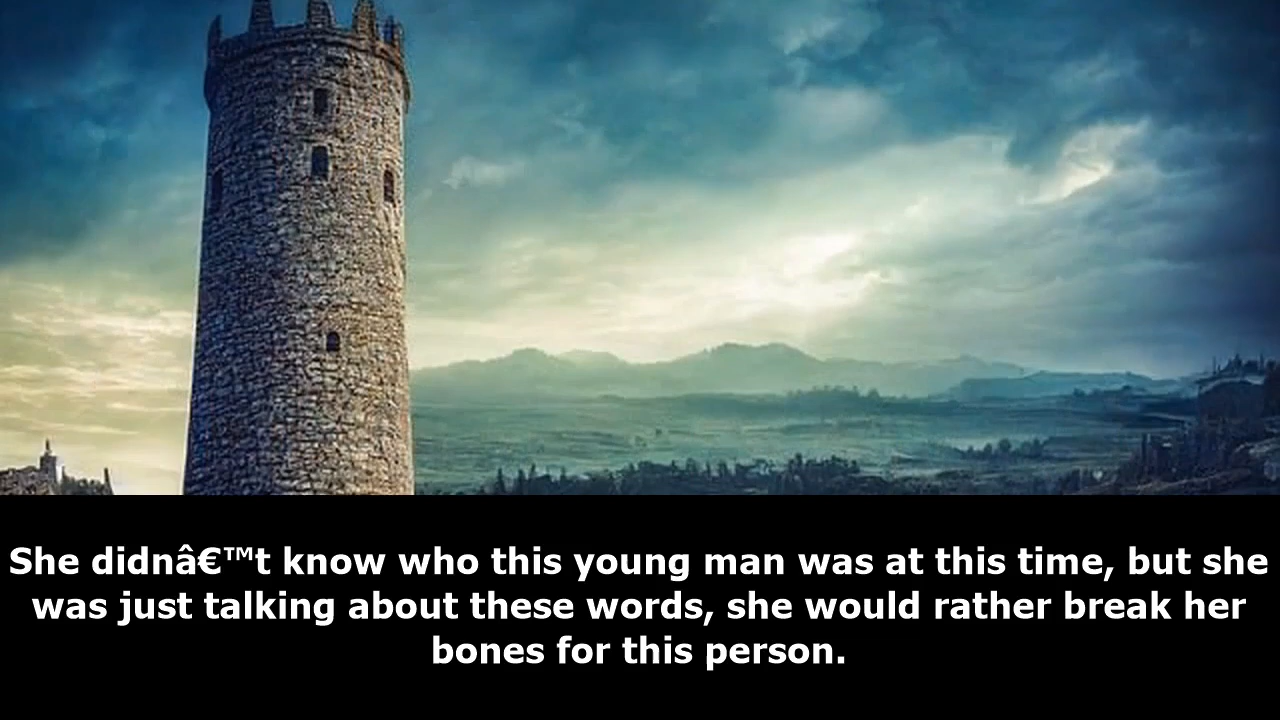 She didnâ€™t know who this young man was at this time, but she
was just talking about these words, she would rather break her
bones for this person.